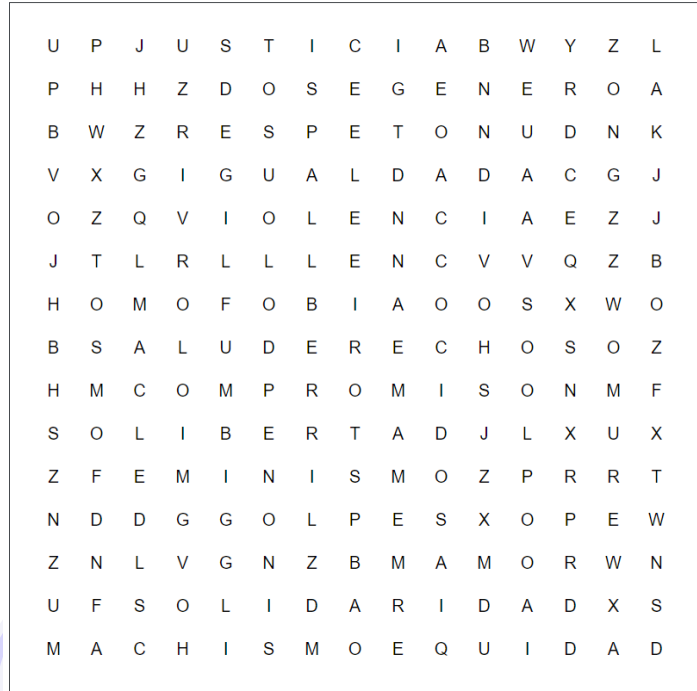 U P J U S T I C I A B W Y Z L
P H H Z D O S E G E N E R O A
B W Z R E S P E T O N U D N K
V X G I G U A L D A D A C G J
O Z Q V I O L E N C I A E Z J
J T L R L L L E N C V V Q Z B
H O M O F O B I A O O S X W O
B S A L U D E R E C H O S O Z
H M C O M P R O M I S O N M F
S O L I B E R T A D J L X U X
Z F E M I N I S M O Z P R R T
N D D G G O L P E S X O P E W
Z N L V G N Z B M A M O R W N
U F S O L I D A R I D A D X S
M A C H I S M O E Q U I D A D